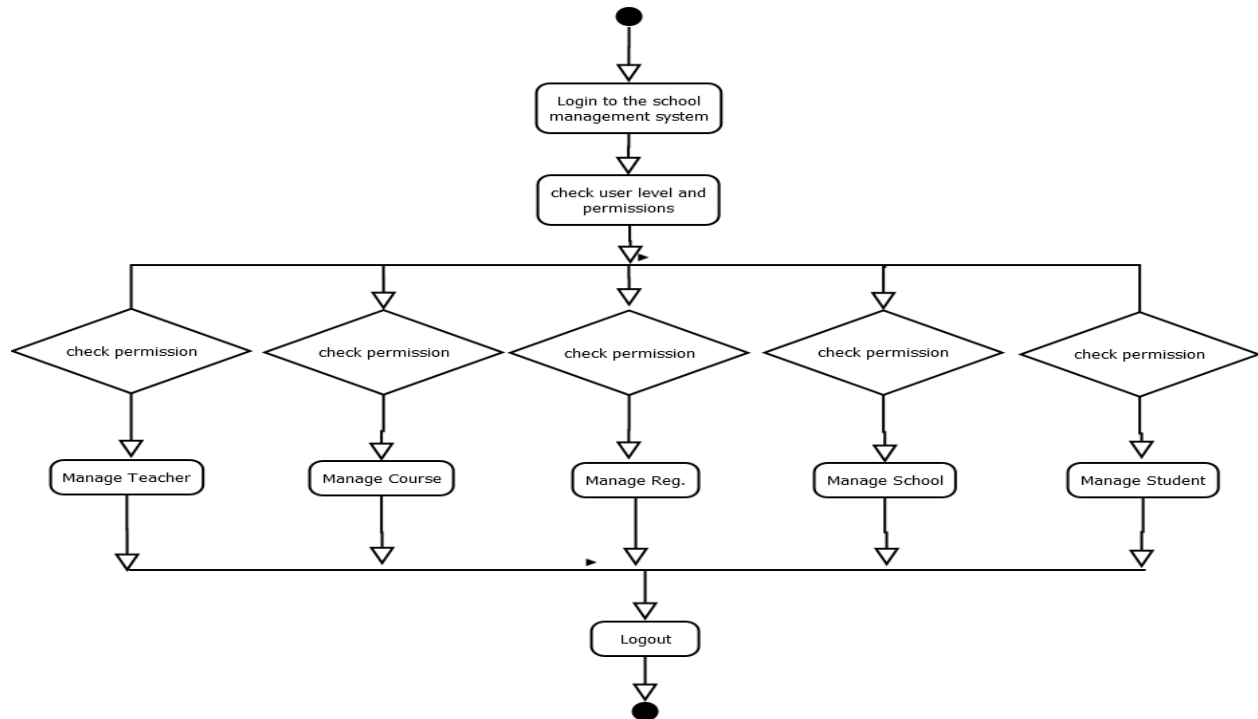 Login to the school
management system
check user level and
permissions
check permission
check permission
check permission
check permission
check permission
Manage Teacher
Manage Course
Manage Reg.
Manage School
Manage Student
Logout